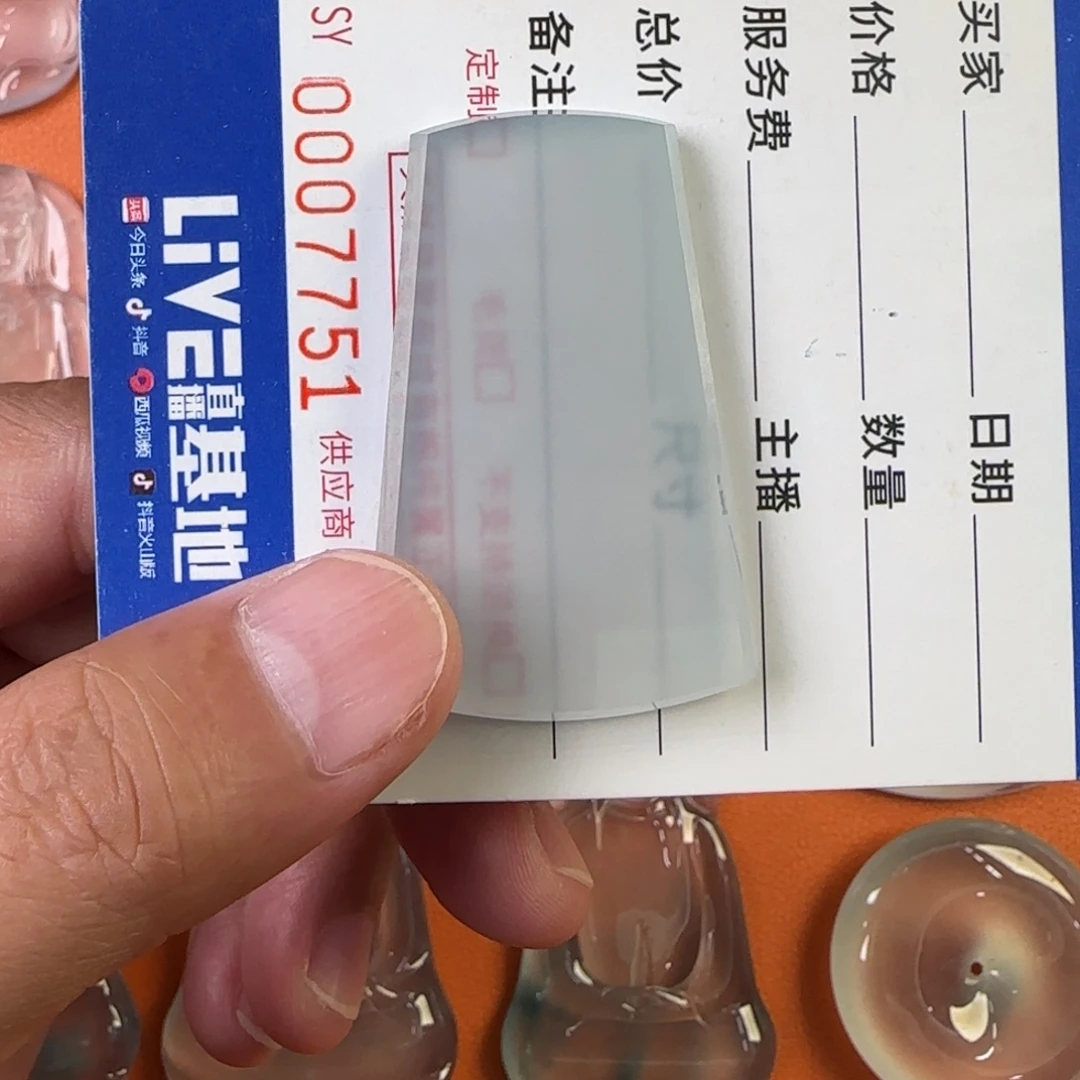 买家
日期
价格
数量
服务费
主播
总价
尺寸
备注
定制
SY 0007751 供应商
LiVE直播基地
今日头条 抖音 西瓜视频 抖音火山版